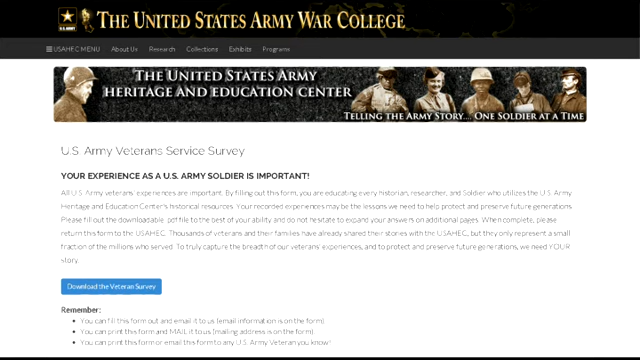 THE UNITED STATES ARMY WAR COLLEGE
USAHEC MENU About Us Research Collections Exhibits Programs
THE UNITED STATES ARMY
HERITAGE AND EDUCATION CENTER
TELLING THE ARMY STORY.... ONE SOLDIER AT A TIME
U.S. Army Veterans Service Survey
YOUR EXPERIENCE AS A U.S. ARMY SOLDIER IS IMPORTANT!
All U.S. Army veterans' experiences are important. By filling out this form, you are educating every historian, researcher, and Soldier who utilizes the U.S. Army
Heritage and Education Center's historical resources. Your recorded experiences may be the lessons we need to help protect and preserve future generations.
Please fill out the downloadable .pdf file to the best of your ability and do not hesitate to expand your answers on additional pages. When complete, please
return this form to the USAHEC. Thousands of veterans and their families have already shared their stories with the USAHEC, but they only represent a small
fraction of the millions who served. To truly capture the breadth of our veterans' experiences, and to protect and preserve future generations, we need YOUR
story.
Download the Veteran Survey
Remember:
• You can fill this form out and email it to us (email information is on the form)
• You can print this form and MAIL it to us (mailing address is on the form)
• You can print this form or email this form to any U.S. Army Veteran you know!